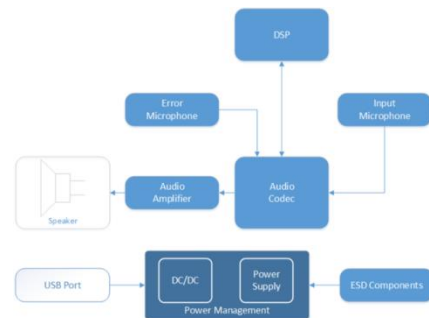 DSP
Error
Microphone
Input
Microphone
Audio
Amplifier
Audio
Codec
Speaker
USB Port
DC/DC
Power
Supply
ESD Components
Power Management